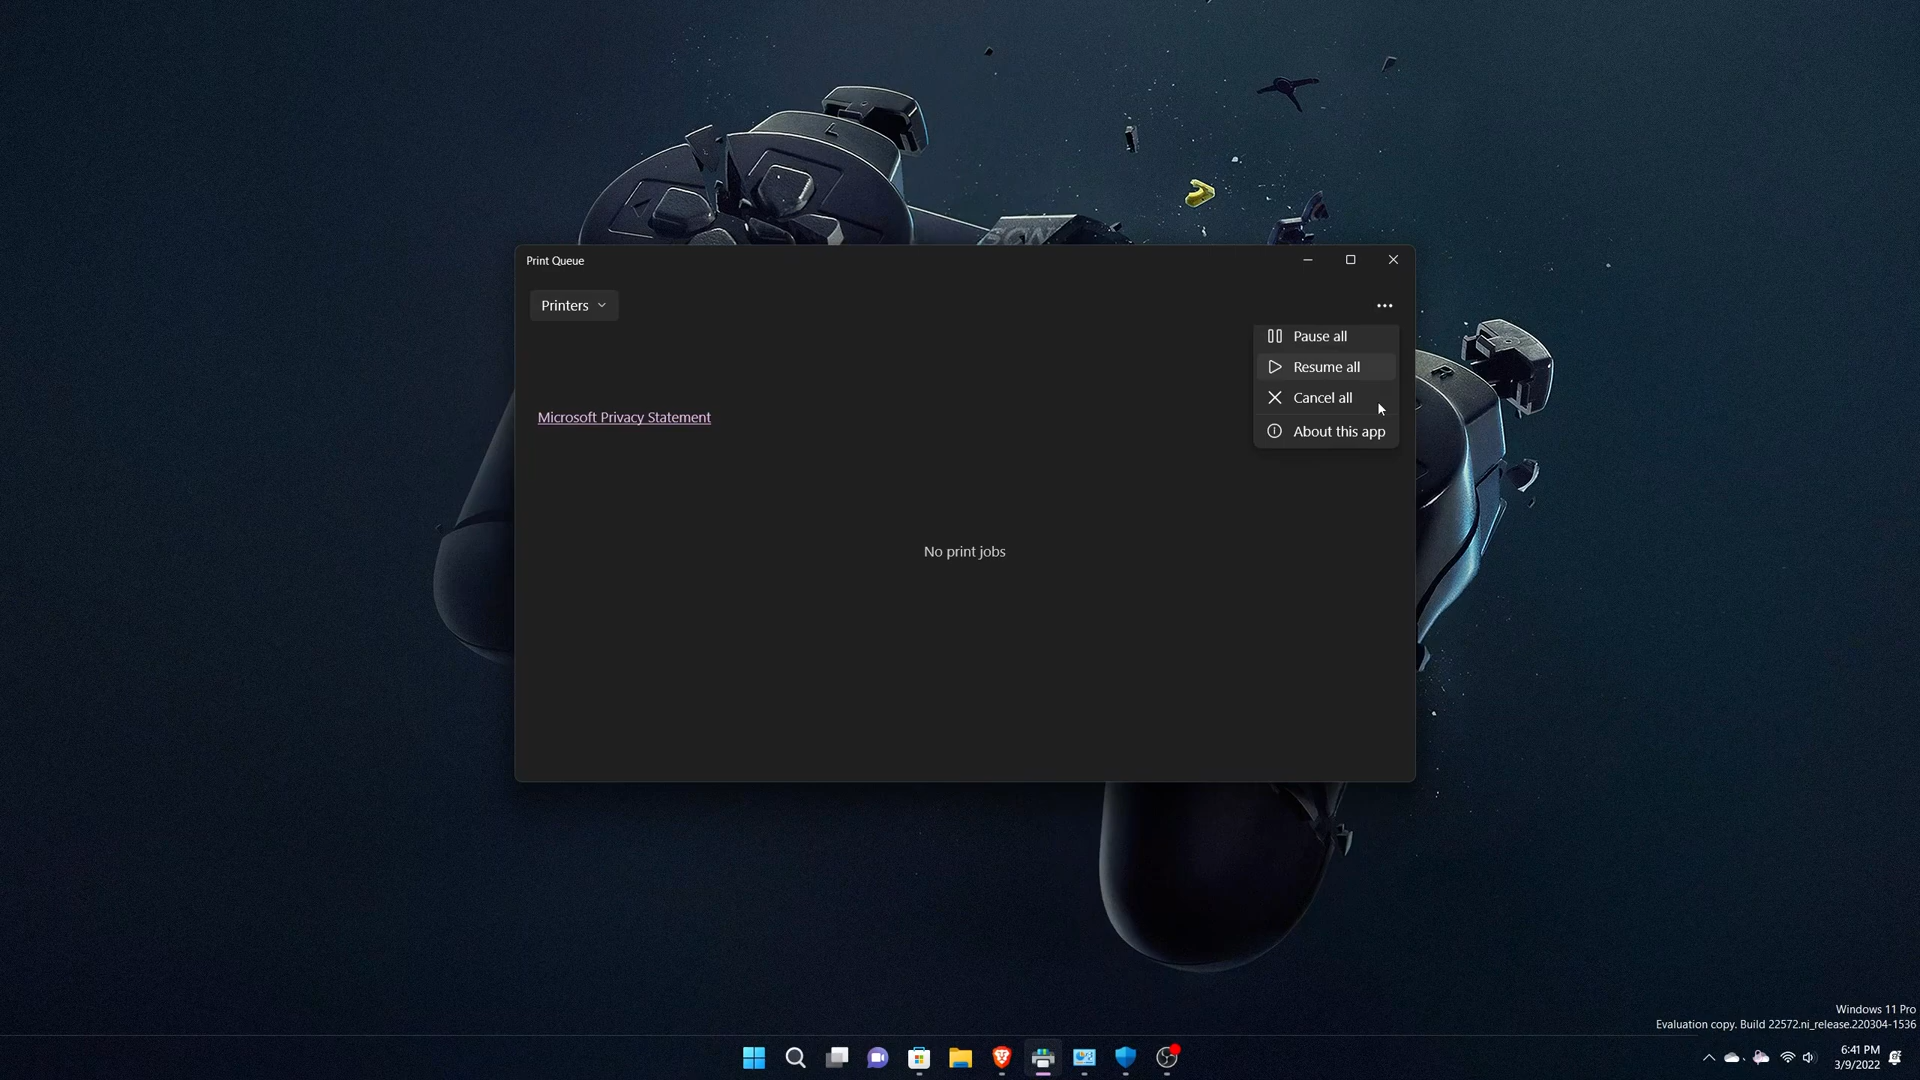 L
SCAT
R
Print Queue
Printers
Pause all
Resume all
Cancel all
About this app
Microsoft Privacy Statement
No print jobs
Windows 11 Pro
Evaluation copy. Build 22572.ni_release.220304-1536
6:41 PM
3/9/2022